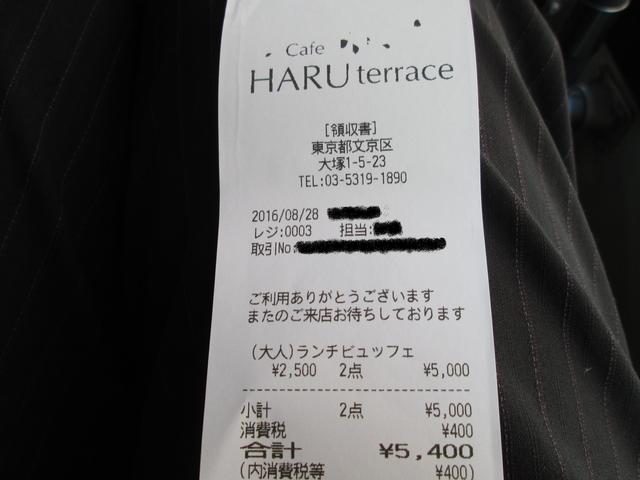 Cafe
HARU terrace
[領収書]
東京都文京区
大塚1-5-23
TEL:03-5319-1890
2016/08/28
レジ:0003 担当:
取引No:
ご利用ありがとうございます
またのご来店お待ちしております
(大人)ランチビュッフェ
¥2,500 2点 ¥5,000
小計 2点 ¥5,000
消費税 ¥400
合計 ¥5,400
(内消費税等 ¥400)